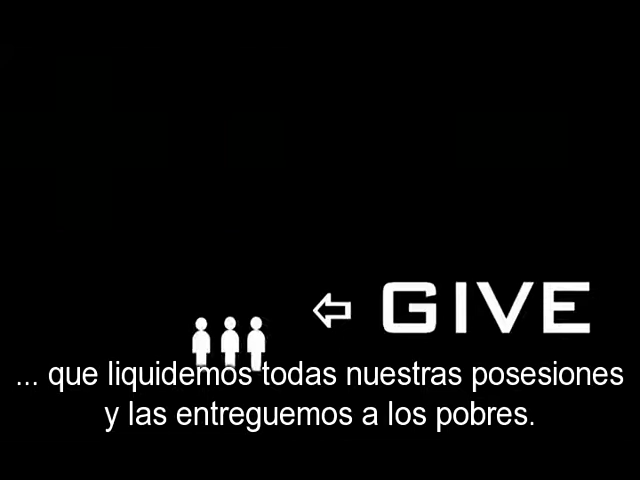 GIVE
... que liquidemos todas nuestras posesiones
y las entreguemos a los pobres.